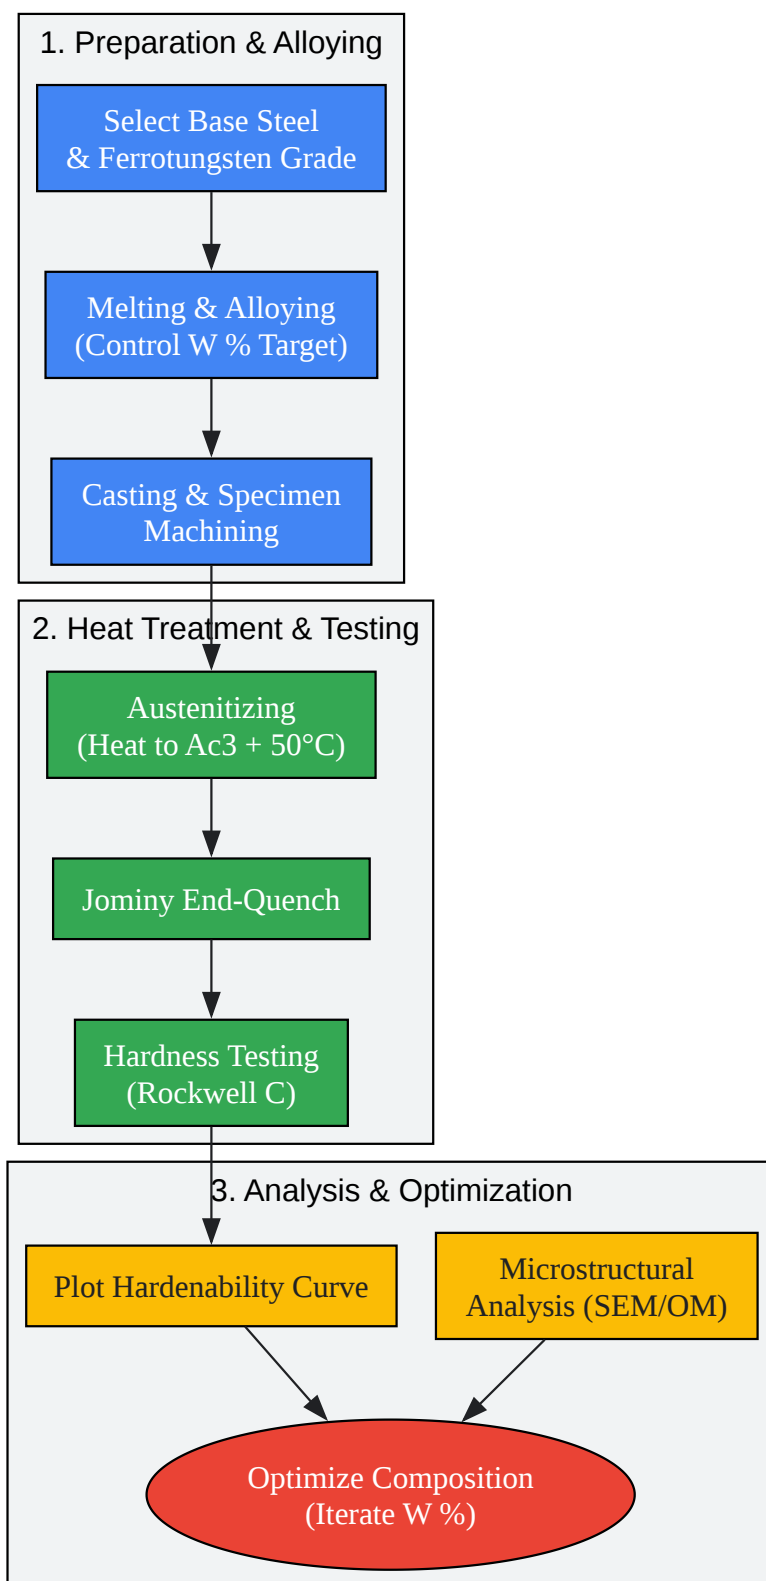 1. Preparation & Alloying
Select Base Steel
& Ferrotungsten Grade
Melting & Alloying
(Control W % Target)
Casting & Specimen
Machining
2. Heat Treatment & Testing
Austenitizing
(Heat to Ac3 + 50°C)
Jominy End-Quench
Hardness Testing
(Rockwell C)
3. Analysis & Optimization
Plot Hardenability Curve
Microstructural
Analysis (SEM/OM)
Optimize Composition
(Iterate W %)